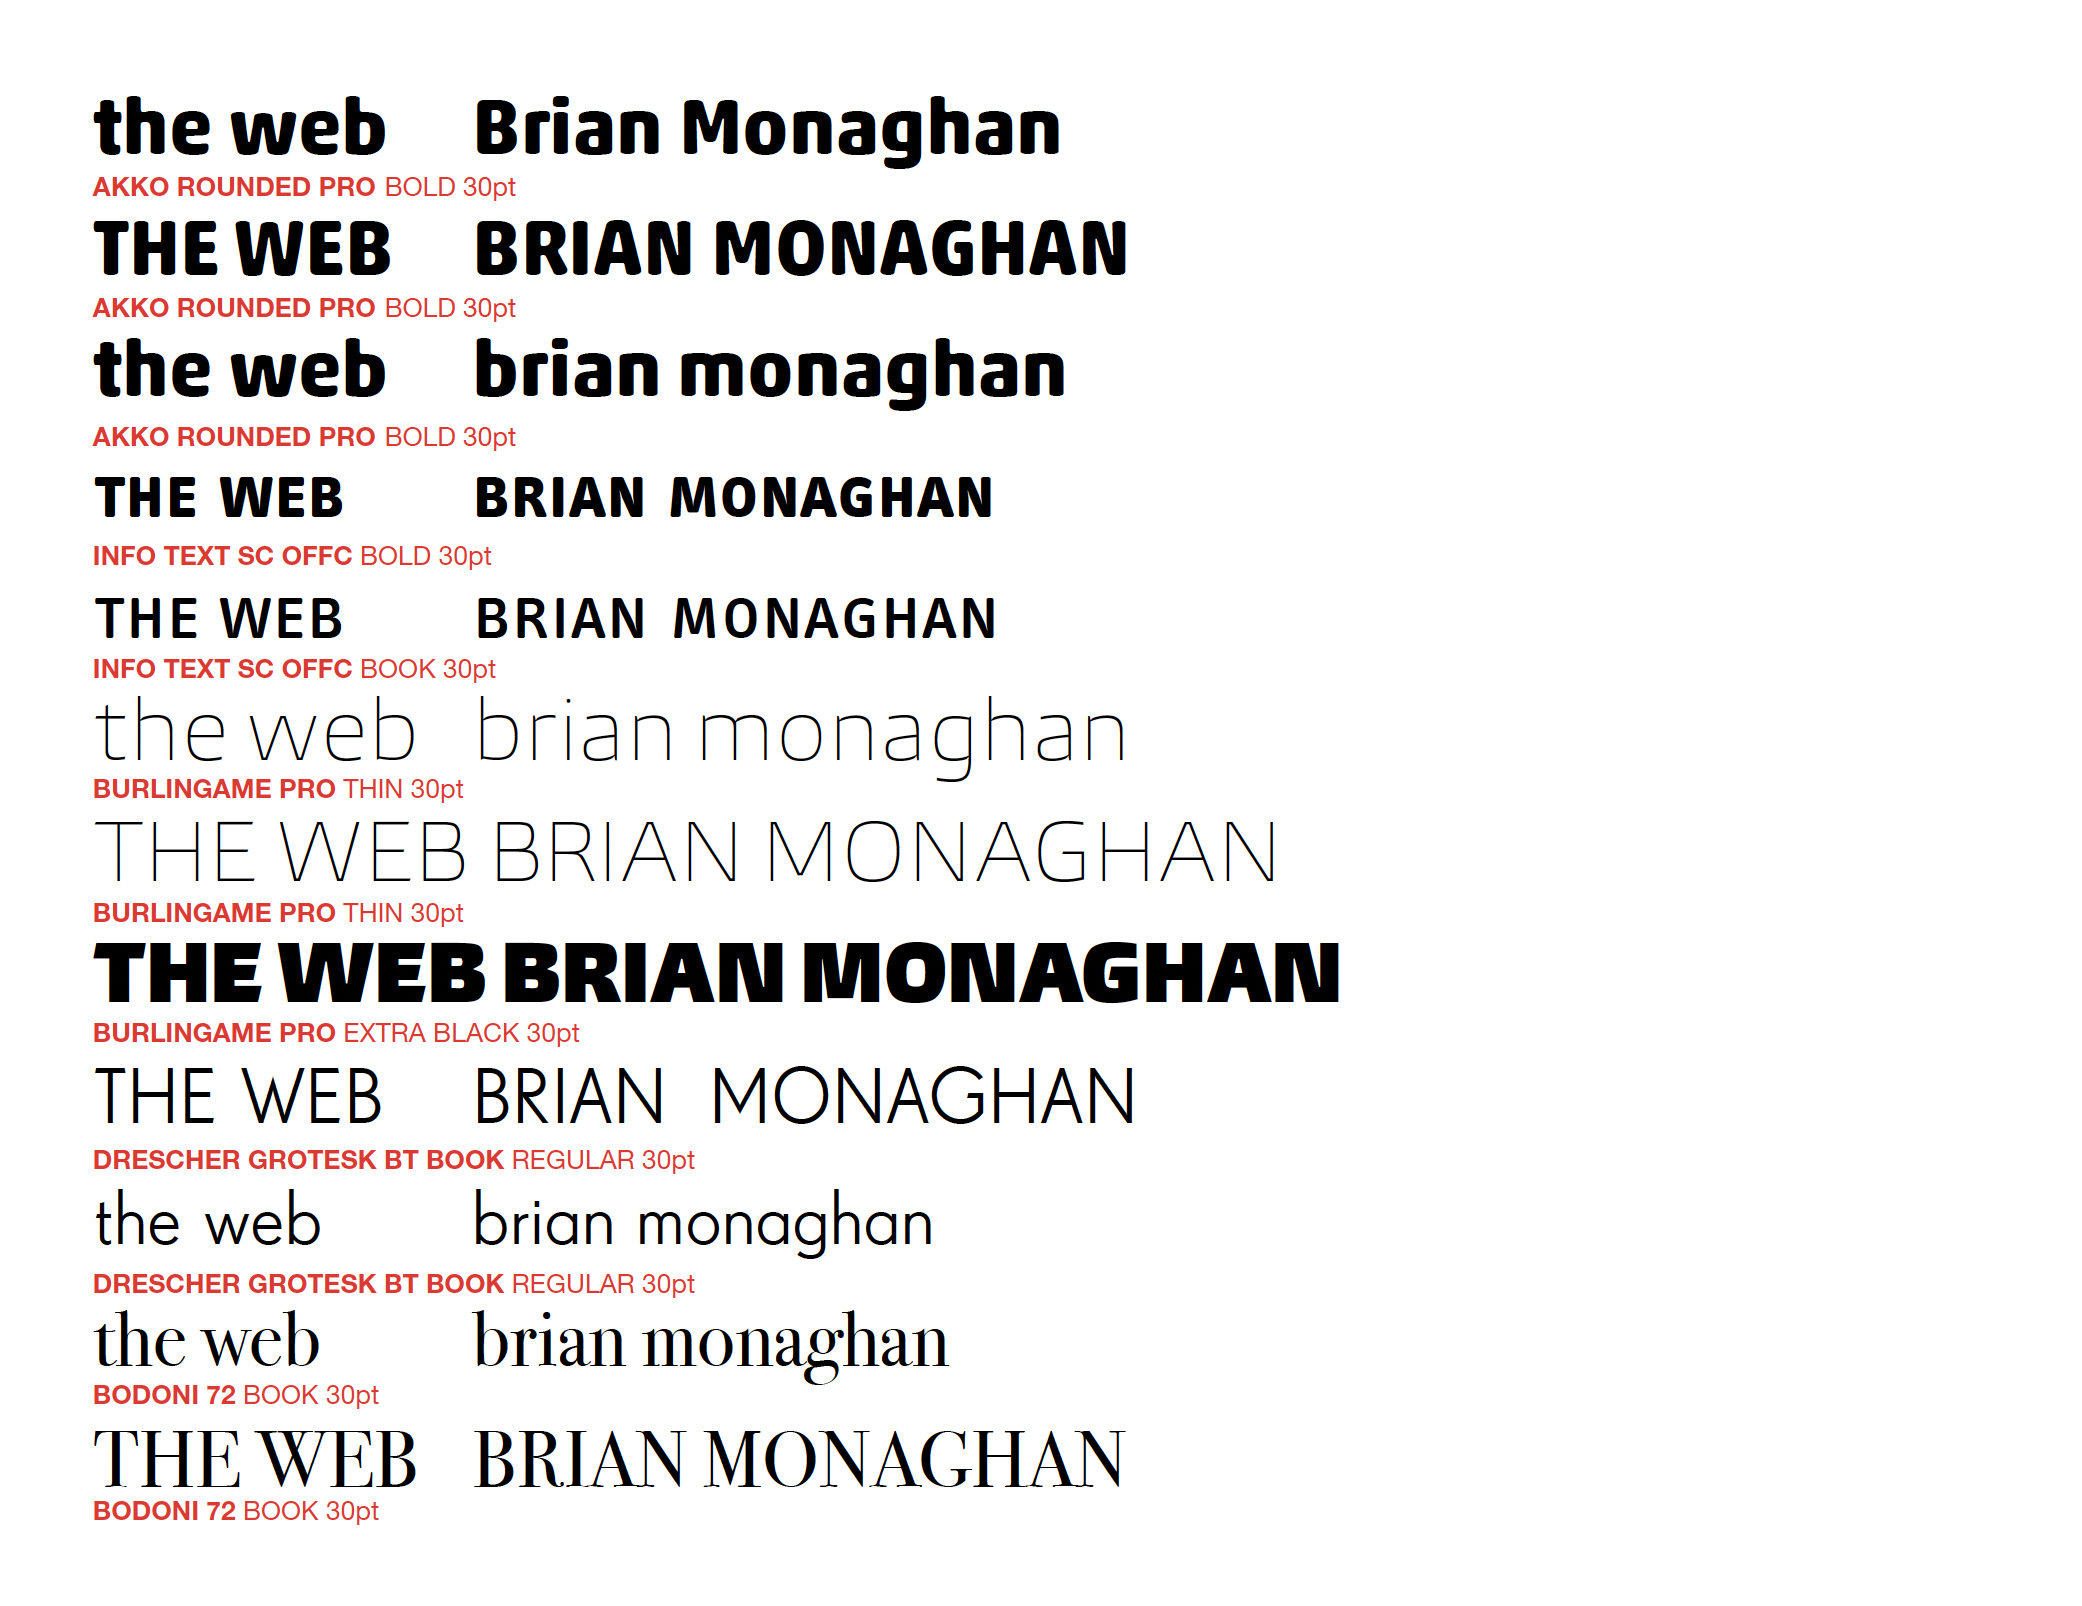 the web Brian Monaghan
AKKO ROUNDED PRO BOLD 30pt
THE WEB BRIAN MONAGHAN
AKKO ROUNDED PRO BOLD 30pt
the web brian monaghan
AKKO ROUNDED PRO BOLD 30pt
THE WEB BRIAN MONAGHAN
INFO TEXT SC OFFC BOLD 30pt
THE WEB BRIAN MONAGHAN
INFO TEXT SC OFFC BOOK 30pt
the web brian monaghan
BURLINGAME PRO THIN 30pt
THE WEB BRIAN MONAGHAN
BURLINGAME PRO THIN 30pt
THE WEB BRIAN MONAGHAN
BURLINGAME PRO EXTRA BLACK 30pt
THE WEB BRIAN MONAGHAN
DRESCHER GROTESK BT BOOK REGULAR 30pt
the web brian monaghan
DRESCHER GROTESK BT BOOK REGULAR 30pt
the web brian monaghan
BODONI 72 BOOK 30pt
THE WEB BRIAN MONAGHAN
BODONI 72 BOOK 30pt